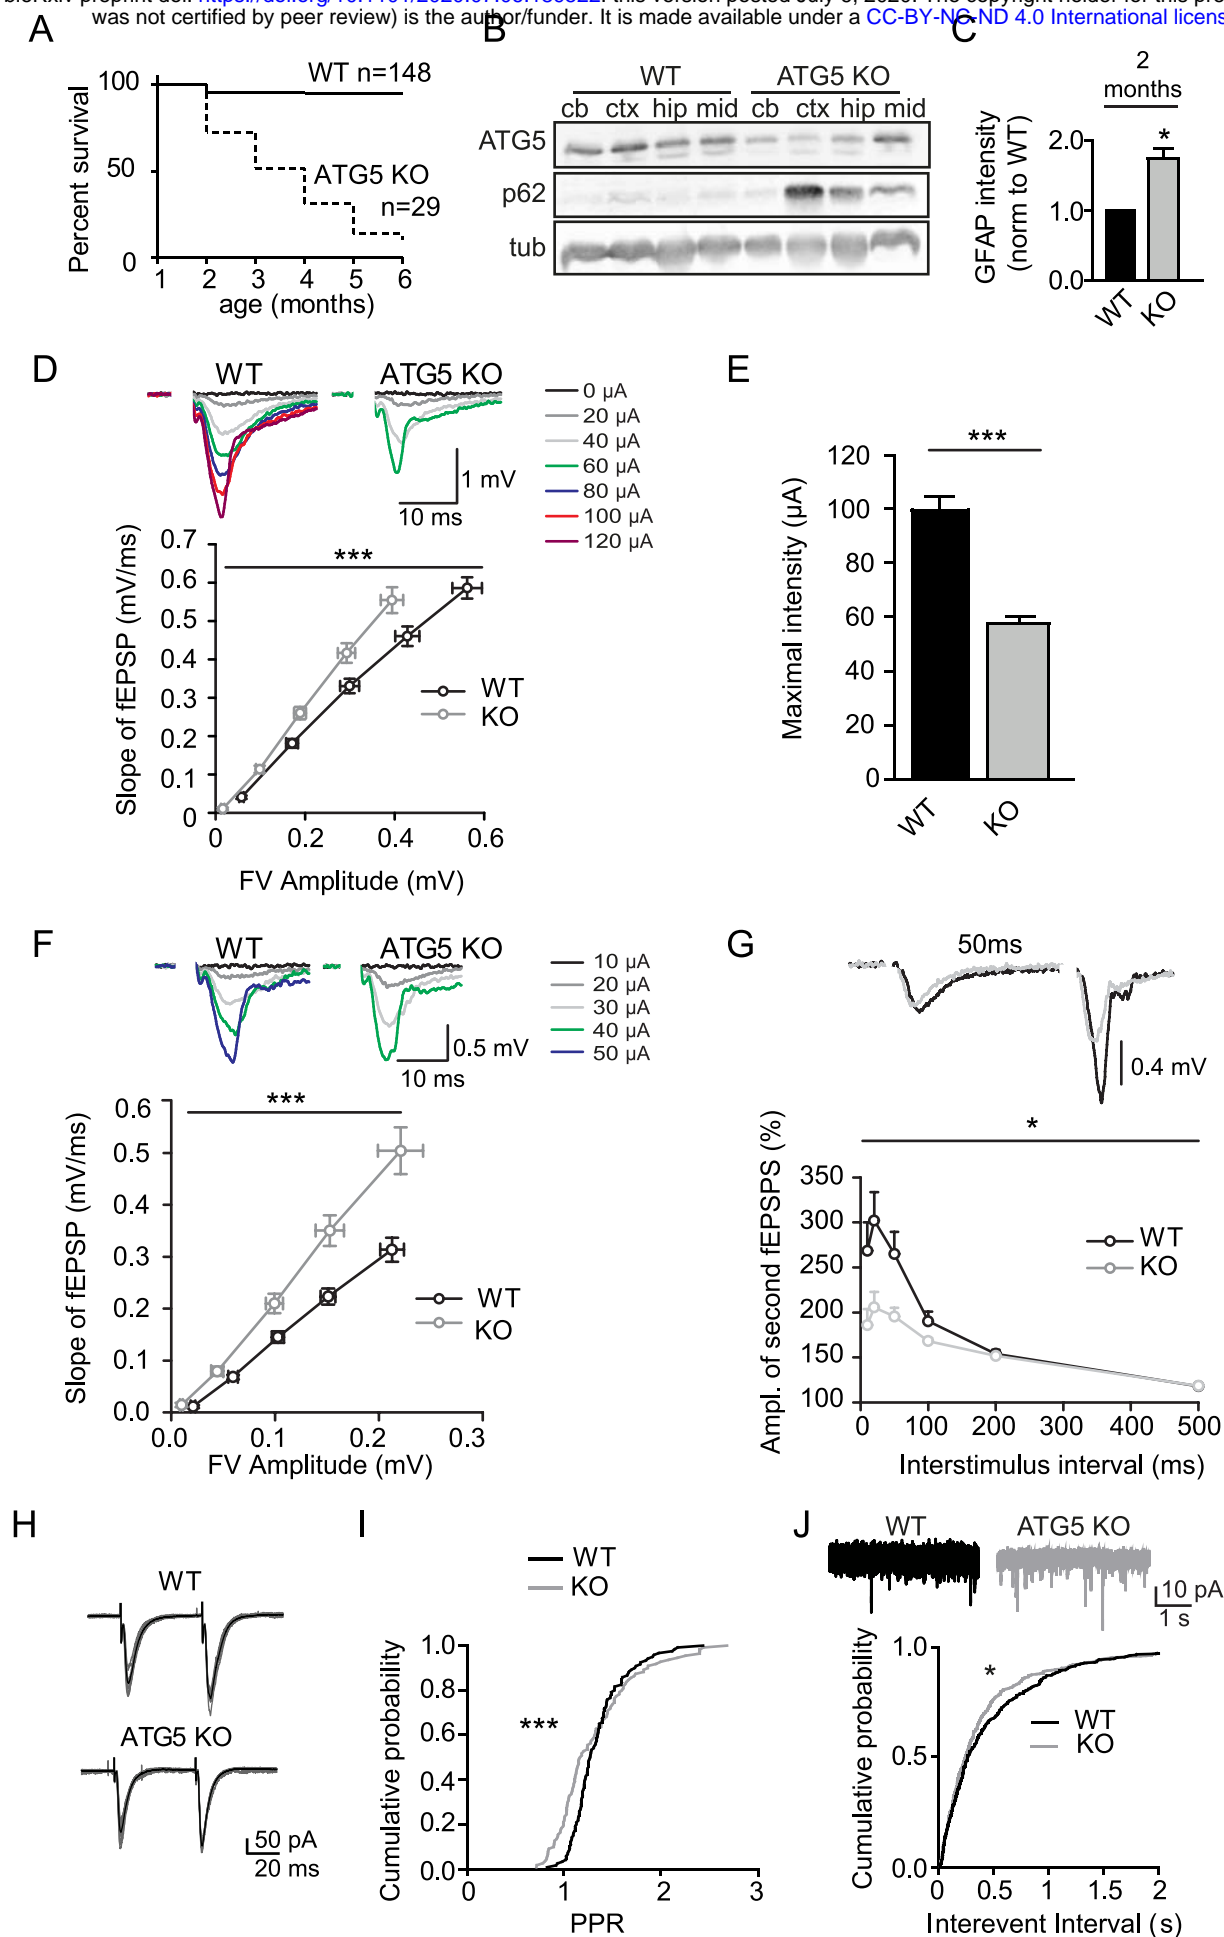 was not certified by peer review) is the author/funder. It is made available under a CC-BY-NC-ND 4.0 International
A
WT n=148
100
50
0
Percent survival
ATG5 KO
n=29
1 2 3 4 5 6
age (months)
B
WT ATG5 KO
cb ctx hip mid cb ctx hip mid
ATG5
p62
tub
C
2
months
*
2.0
1.0
0.0
GFAP intensity
(norm to WT)
WT KO
D
WT ATG5 KO
0 µA
20 µA
40 µA
60 µA
80 µA
100 µA
120 µA
1 mV
10 ms
***
0.7
0.6
0.5
0.4
0.3
0.2
0.1
0
Slope of fEPSP (mV/ms)
WT
KO
0 0.2 0.4 0.6
FV Amplitude (mV)
E
***
120
100
80
60
40
20
0
Maximal intensity (µA)
WT KO
F
WT ATG5 KO
10 µA
20 µA
30 µA
40 µA
50 µA
0.5 mV
10 ms
***
0.6
0.5
0.4
0.3
0.2
0.1
0.0
Slope of fEPSP (mV/ms)
WT
KO
0.0 0.1 0.2 0.3
FV Amplitude (mV)
G
50ms
0.4 mV
*
350
300
250
200
150
100
Ampl. of second fEPSPS (%)
WT
KO
0 100 200 300 400 500
Interstimulus interval (ms)
H
WT
ATG5 KO
50 pA
20 ms
I
WT
KO
1.0
0.8
0.6
0.4
0.2
0.0
Cumulative probability
***
0 1 2 3
PPR
J
WT ATG5 KO
10 pA
1 s
1.0
0.5
0.0
Cumulative probability
*
WT
KO
0 0.5 1 1.5 2
Interevent Interval (s)